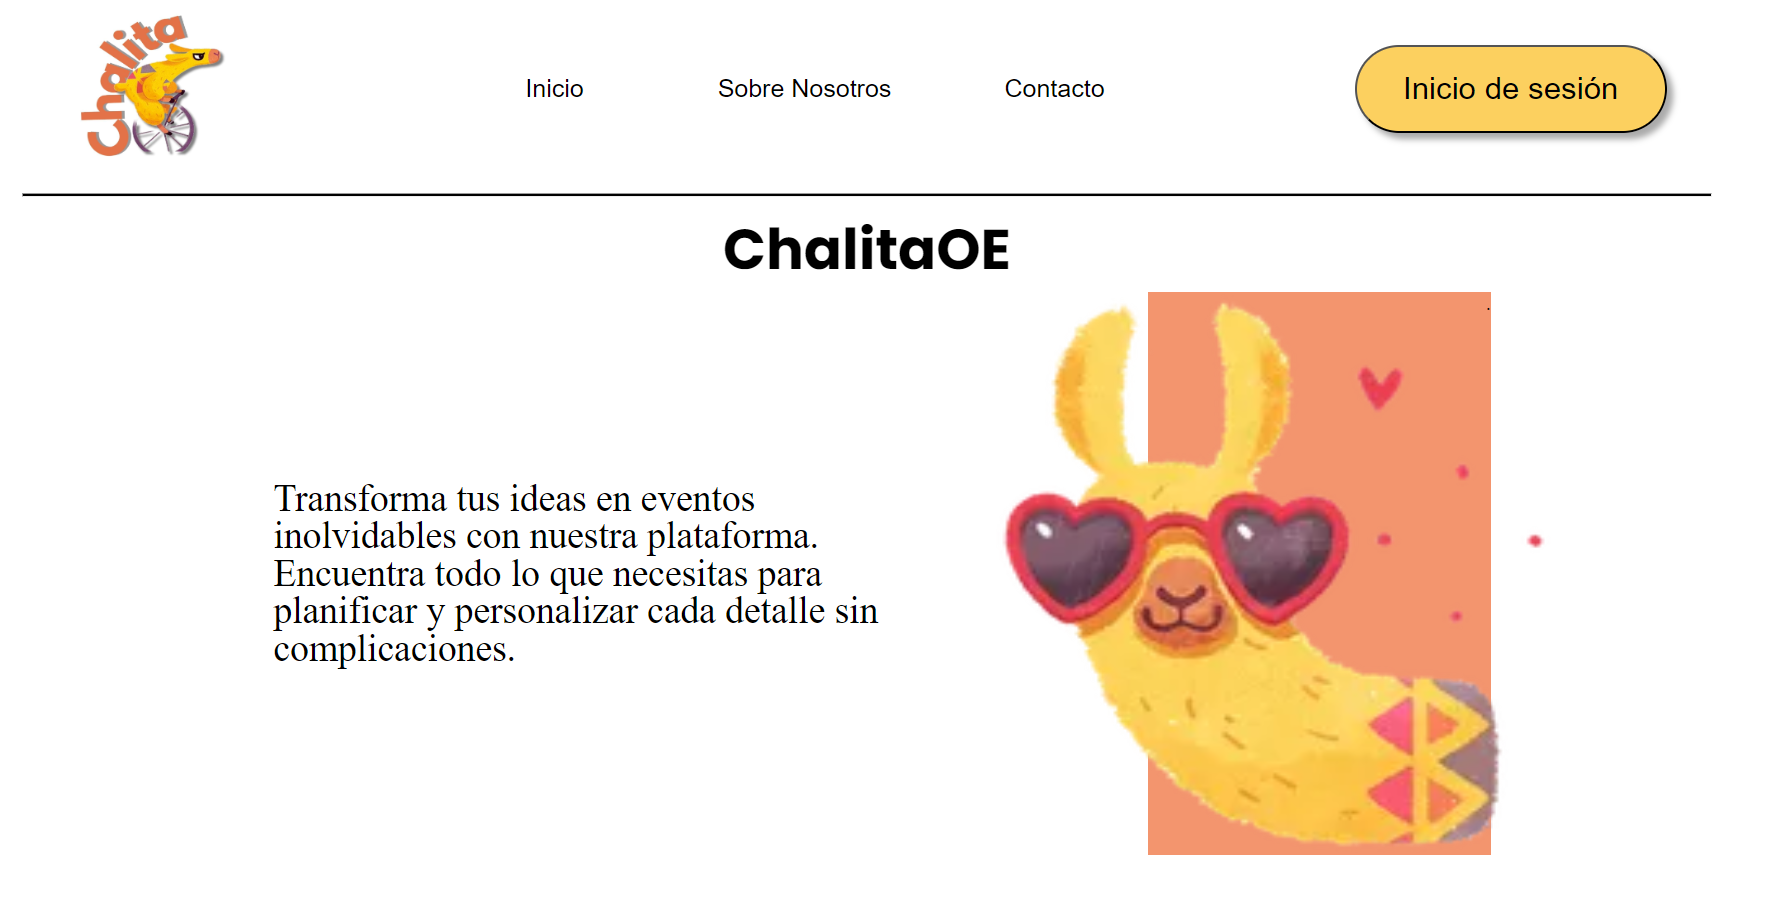 Chalita
Inicio
Sobre Nosotros
Contacto
Inicio de sesión
ChalitaOE
Transforma tus ideas en eventos
inolvidables con nuestra plataforma.
Encuentra todo lo que necesitas para
planificar y personalizar cada detalle sin
complicaciones.
.